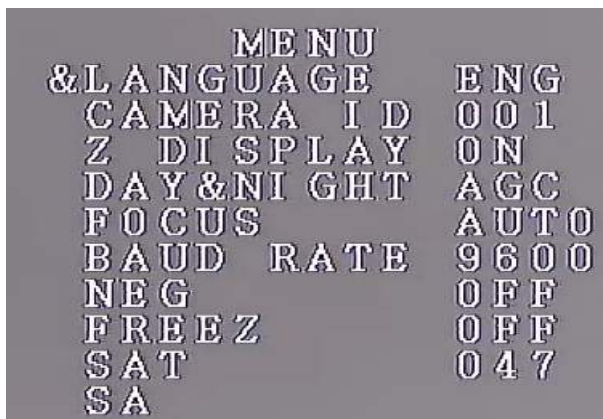 MENU
&LANGUAGE ENG
CAMERA ID 001
Z DISPLAY ON
DAY&NIGHT AGC
FOCUS AUTO
BAUD RATE 9600
NEG OFF
FREEZ OFF
SAT 047
SA